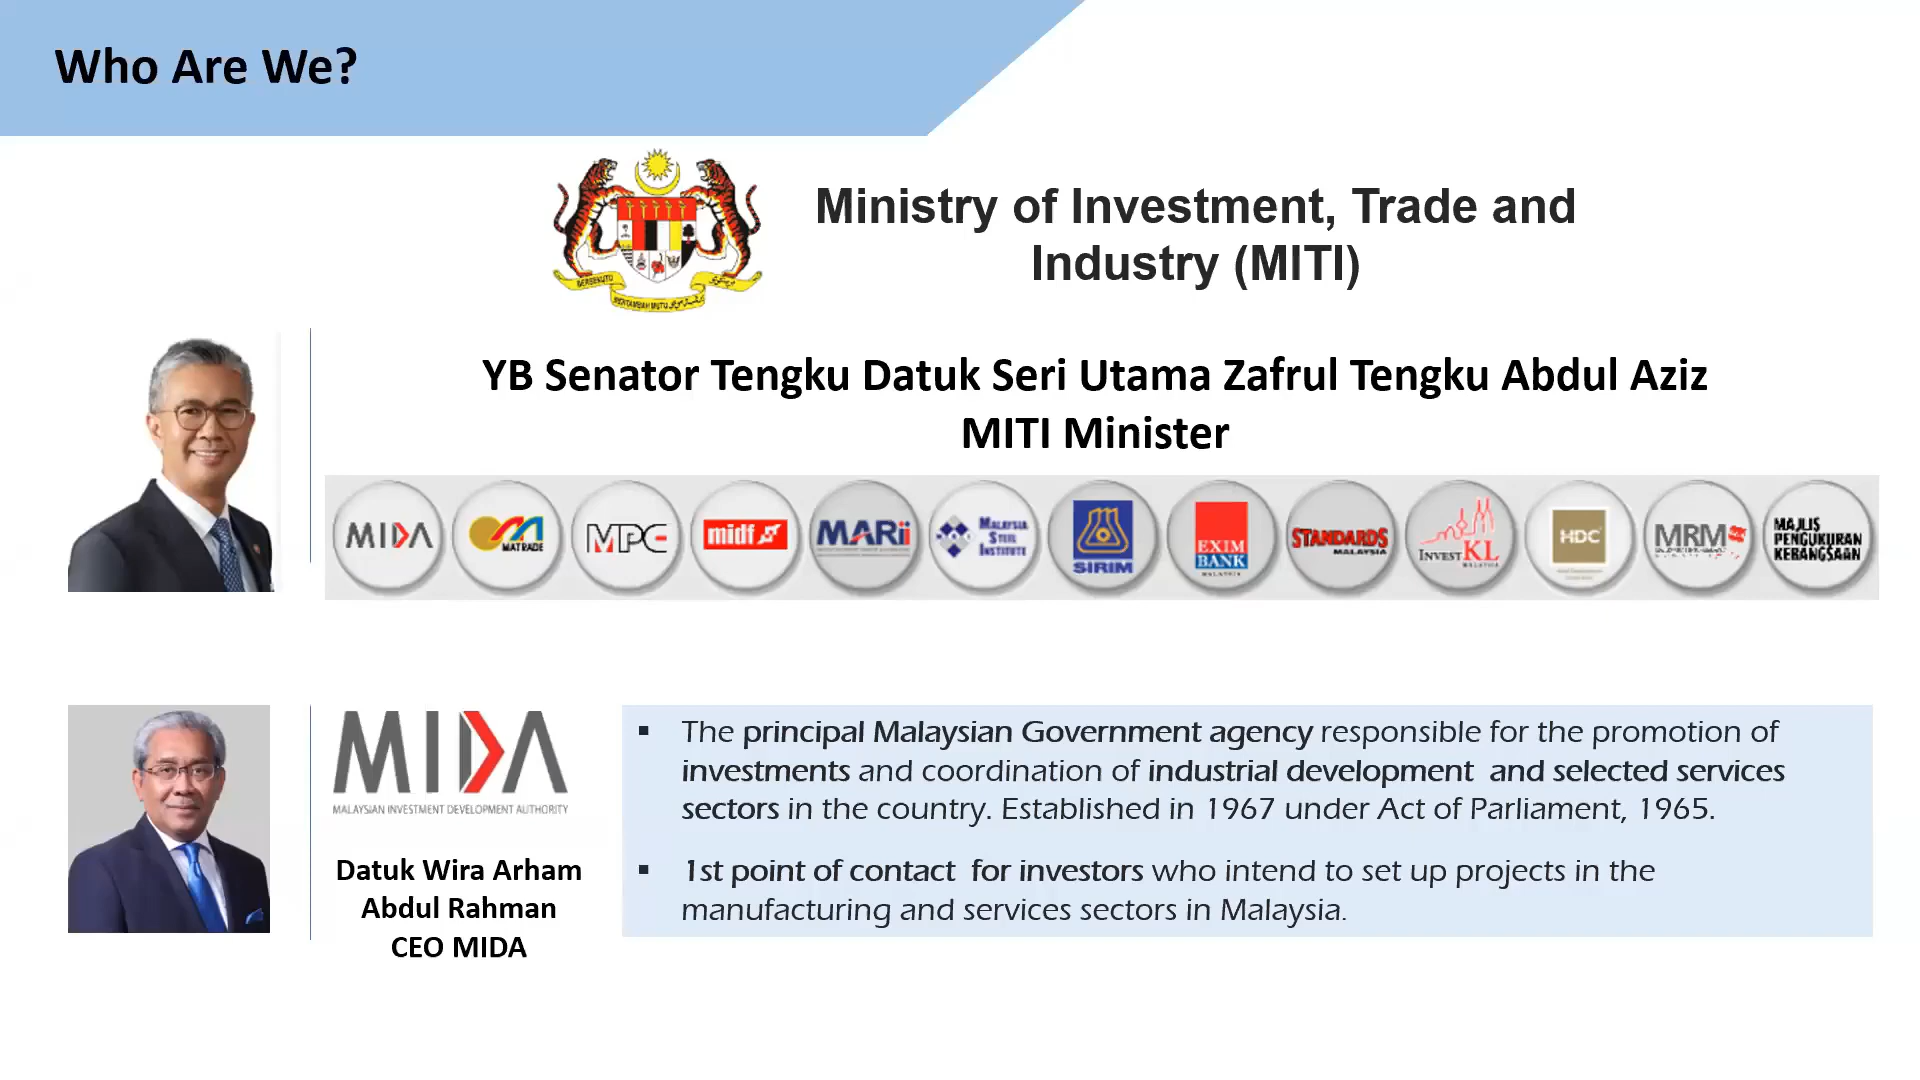 Who Are We?
Ministry of Investment, Trade and
Industry (MITI)
BERSEKUTU
BERTAMBAH MUTU
YB Senator Tengku Datuk Seri Utama Zafrul Tengku Abdul Aziz
MITI Minister
MIDA
MATRADE
MPC
midf
MARii
MALAYSIA
STEEL
INSTITUTE
SIRIM
EXIM
BANK
MALAYSIA
STANDARDS
MALAYSIA
INVEST KL
MALAYSIA
HDC
MRM
MAJLIS
PENGUKURAN
KEBANGSAAN
MIDA
MALAYSIAN INVESTMENT DEVELOPMENT AUTHORITY
Datuk Wira Arham
Abdul Rahman
CEO MIDA
▪ The principal Malaysian Government agency responsible for the promotion of
investments and coordination of industrial development and selected services
sectors in the country. Established in 1967 under Act of Parliament, 1965.
▪ 1st point of contact for investors who intend to set up projects in the
manufacturing and services sectors in Malaysia.